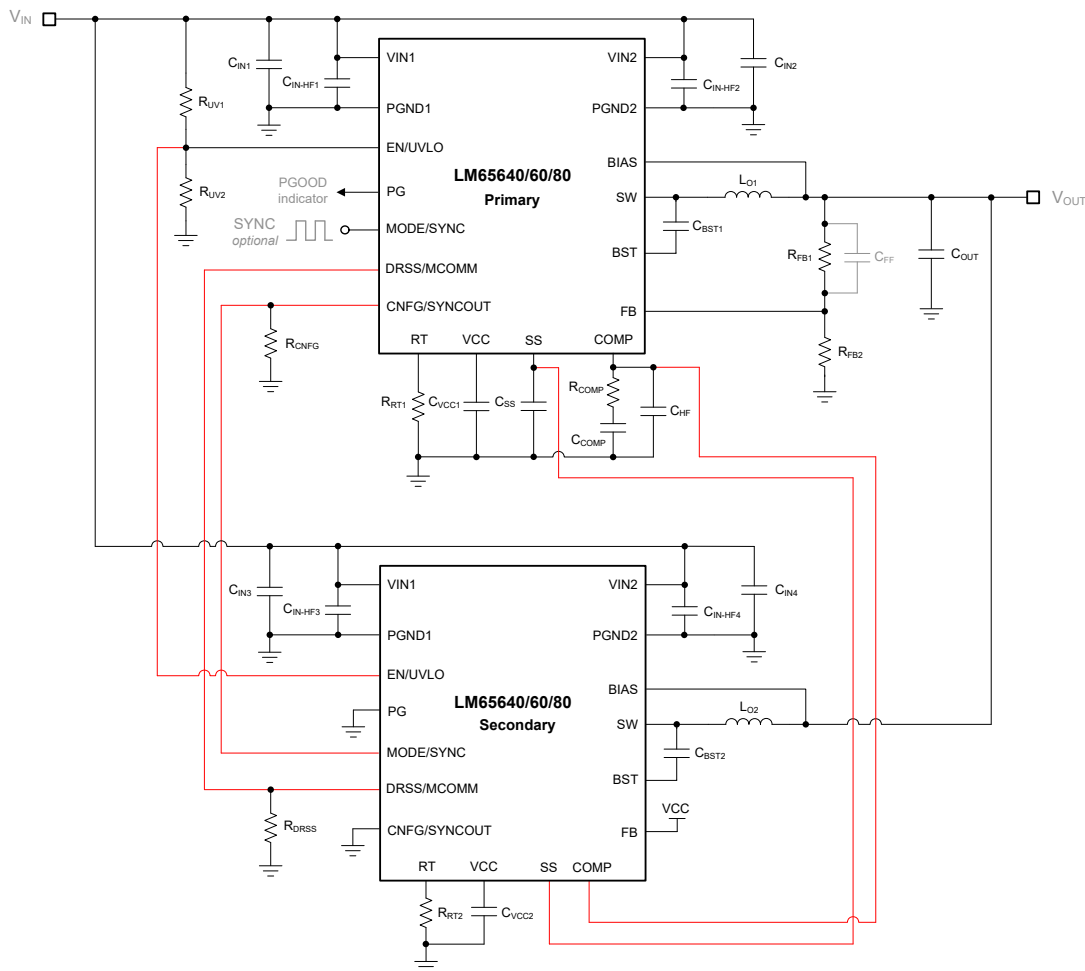 VIN
VIN1
VIN2
CIN1
CIN-HF1
CIN-HF2
CIN2
RUV1
PGND1
PGND2
EN/UVLO
BIAS
LM65640/60/80
Primary
PGOOD
indicator
PG
SW
LO1
VOUT
RUV2
SYNC
optional
MODE/SYNC
CBST1
BST
RFB1
CFF
COUT
DRSS/MCOMM
CNFG/SYNCOUT
FB
RCNFG
RT
VCC
SS
COMP
RFB2
RRT1
CVCC1
CSS
RCOMP
CHF
CCOMP
VIN1
VIN2
CIN3
CIN-HF3
CIN-HF4
CIN4
PGND1
PGND2
EN/UVLO
BIAS
LM65640/60/80
Secondary
PG
SW
LO2
MODE/SYNC
CBST2
BST
DRSS/MCOMM
VCC
RDRSS
CNFG/SYNCOUT
FB
RT
VCC
SS
COMP
RRT2
CVCC2